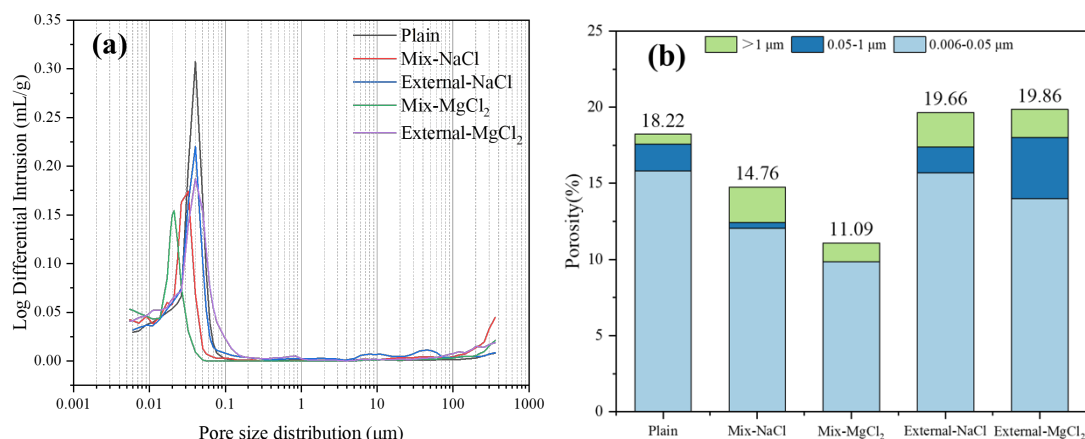 (a)
Plain
Mix-NaCl
External-NaCl
Mix-MgCl₂
External-MgCl₂
Log Differential Intrusion (mL/g)
0.35
0.30
0.25
0.20
0.15
0.10
0.05
0.00
0.001 0.01 0.1 1 10 100 1000
Pore size distribution (μm)
(b)
>1 μm 0.05-1 μm 0.006-0.05 μm
Porosity(%)
25
20
15
10
5
0
18.22
14.76
11.09
19.66
19.86
Plain Mix-NaCl Mix-MgCl₂ External-NaCl External-MgCl₂